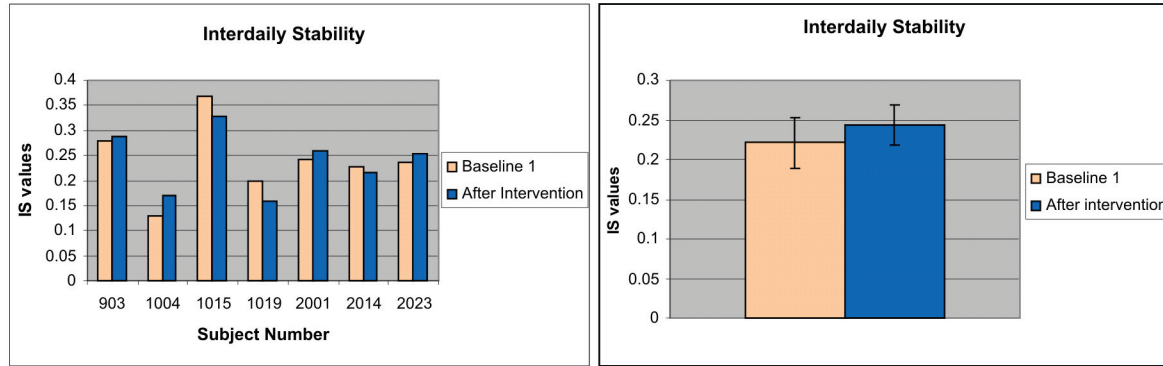 Interdaily Stability
0.4
0.35
0.3
0.25
0.2
0.15
0.1
0.05
0
IS values
903 1004 1015 1019 2001 2014 2023
Subject Number
Baseline 1
After Intervention
Interdaily Stability
0.3
0.25
0.2
0.15
0.1
0.05
0
IS values
Baseline 1
After intervention